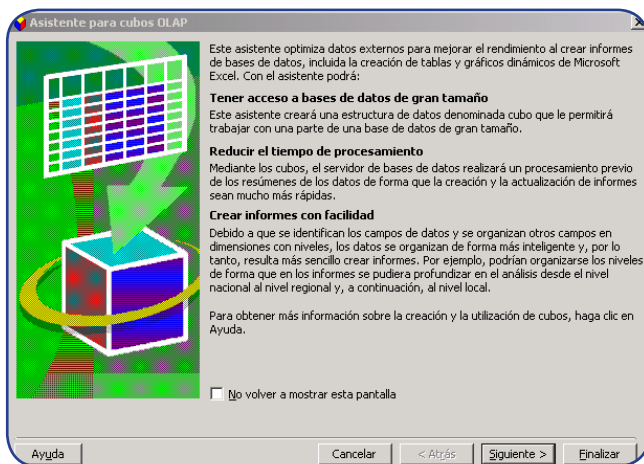 Asistente para cubos OLAP
Este asistente optimiza datos externos para mejorar el rendimiento al crear informes
de bases de datos, incluida la creación de tablas y gráficos dinámicos de Microsoft
Excel. Con el asistente podrá:
Tener acceso a bases de datos de gran tamaño
Este asistente creará una estructura de datos denominada cubo que le permitirá
trabajar con una parte de una base de datos de gran tamaño.
Reducir el tiempo de procesamiento
Mediante los cubos, el servidor de bases de datos realizará un procesamiento previo
de los resúmenes de los datos de forma que la creación y la actualización de informes
sean mucho más rápidas.
Crear informes con facilidad
Debido a que se identifican los campos de datos y se organizan otros campos en
dimensiones con niveles, los datos se organizan de forma más inteligente y, por lo
tanto, resulta más sencillo crear informes. Por ejemplo, podrían organizarse los niveles
de forma que en los informes se pudiera profundizar en el análisis desde el nivel
nacional al nivel regional y, a continuación, al nivel local.
Para obtener más información sobre la creación y la utilización de cubos, haga clic en
Ayuda.
No volver a mostrar esta pantalla
Ayuda Cancelar < Atrás Siguiente > Finalizar